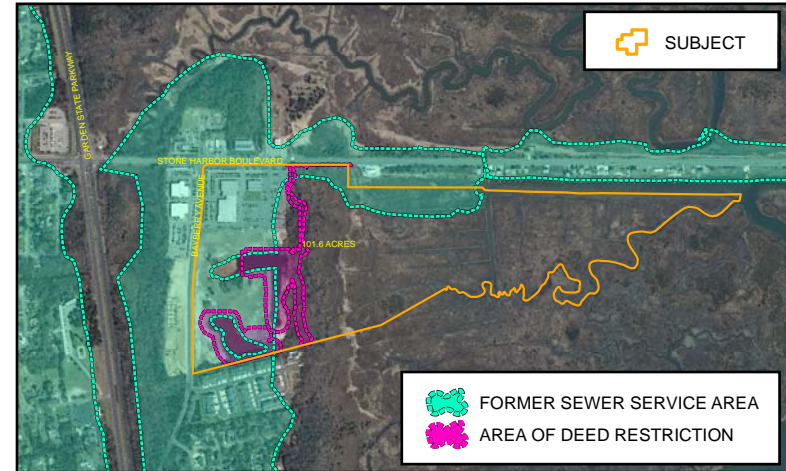 SUBJECT
GARDEN STATE PARKWAY
STONE HARBOR BOULEVARD
BAYBERRY AVENUE
101.6 ACRES
FORMER SEWER SERVICE AREA
AREA OF DEED RESTRICTION